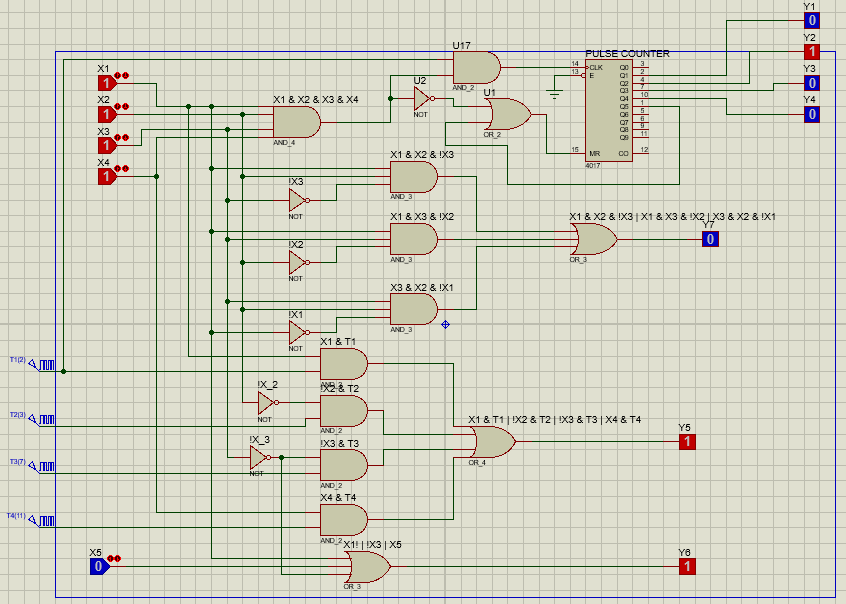 Y1
0
Y2
1
Y3
0
Y4
0
U17
AND_2
PULSE COUNTER
14 CLK
13 E
15 MR
Q0 3
Q1 2
Q2 4
Q3 7
Q4 10
Q5 1
Q6 5
Q7 6
Q8 9
Q9 11
CO 12
4017
X1
1
X2
1
X3
1
X4
1
X1 & X2 & X3 & X4
AND_4
U2
NOT
U1
OR_2
X1 & X2 & !X3
AND_3
!X3
NOT
X1 & X3 & !X2
AND_3
!X2
NOT
X1 & X2 & !X3 | X1 & X3 & !X2 | X3 & X2 & !X1
OR_3
Y7
0
X3 & X2 & !X1
AND_3
!X1
NOT
X1 & T1
T1(2)
!X2 & T2
AND_2
!X_2
NOT
T2(3)
X1 & T1 | !X2 & T2 | !X3 & T3 | X4 & T4
OR_4
Y5
1
!X_3
NOT
!X3 & T3
AND_2
T3(7)
X4 & T4
AND_2
T4(11)
X1! | !X3 | X5
OR_3
X5
0
Y6
1